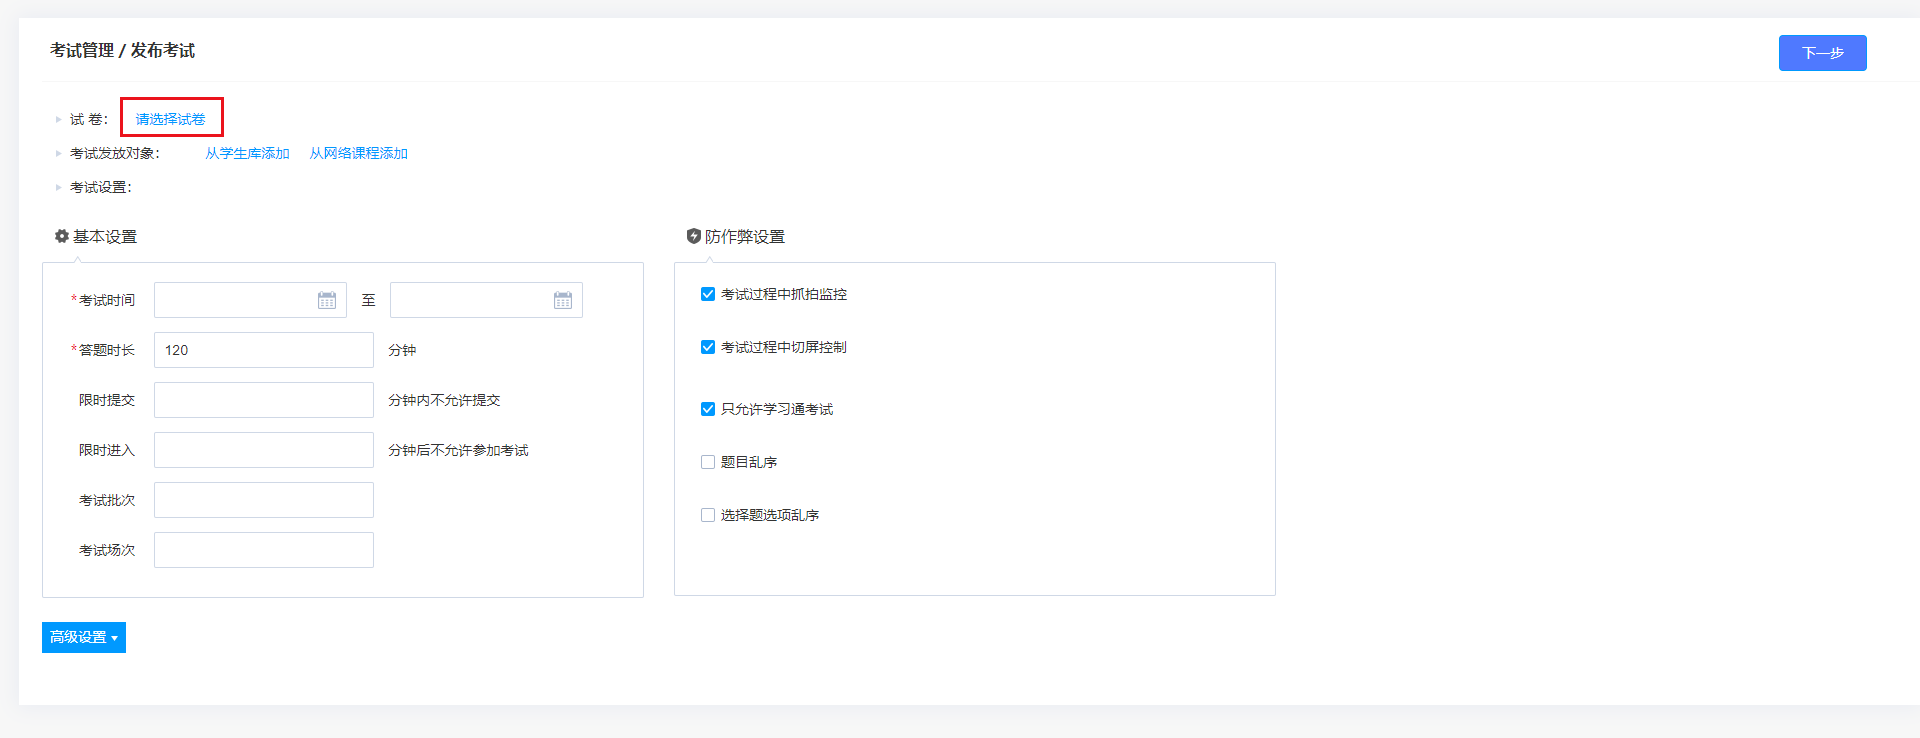 考试管理 / 发布考试
下一步
试 卷： 请选择试卷
考试发放对象： 从学生库添加 从网络课程添加
考试设置：
基本设置
*考试时间 至
*答题时长 120 分钟
限时提交 分钟内不允许提交
限时进入 分钟后不允许参加考试
考试批次
考试场次
防作弊设置
考试过程中抓拍监控
考试过程中切屏控制
只允许学习通考试
题目乱序
选择题选项乱序
高级设置